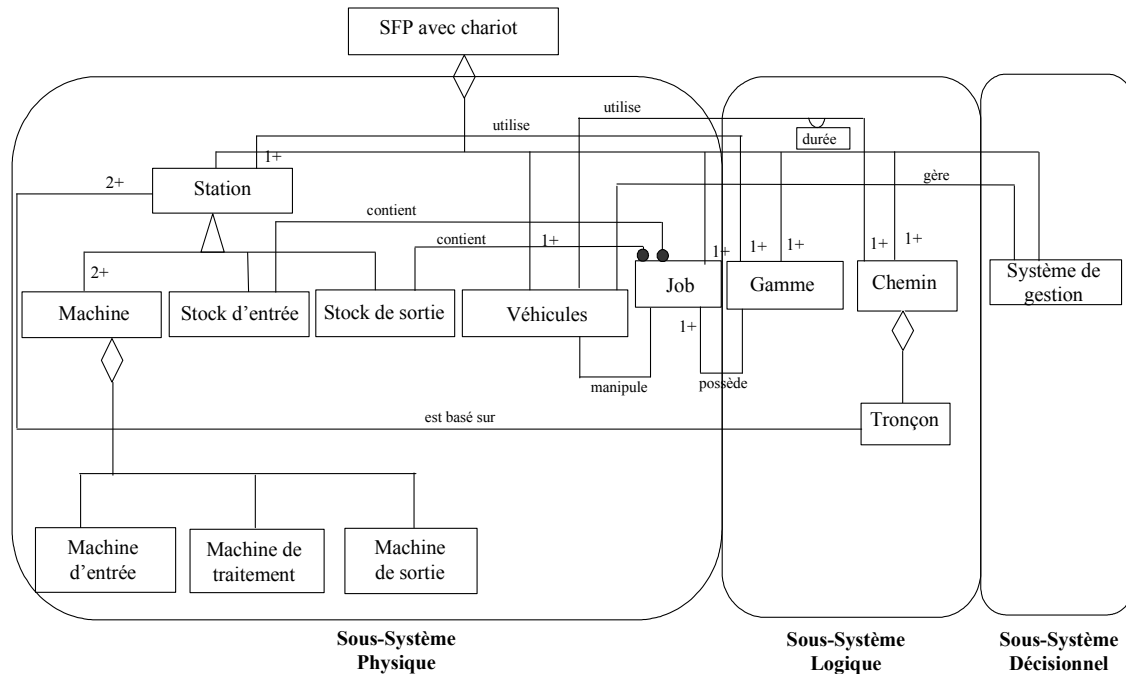 SFP avec chariot
utilise
utilise
durée
1+
gère
2+
Station
contient
contient
1+
1+
1+
1+
1+
1+
2+
Machine
Stock d'entrée
Stock de sortie
Véhicules
Job
Gamme
Chemin
Système de
gestion
1+
manipule
possède
est basé sur
Tronçon
Machine
d'entrée
Machine de
traitement
Machine
de sortie
Sous-Système
Physique
Sous-Système
Logique
Sous-Système
Décisionnel